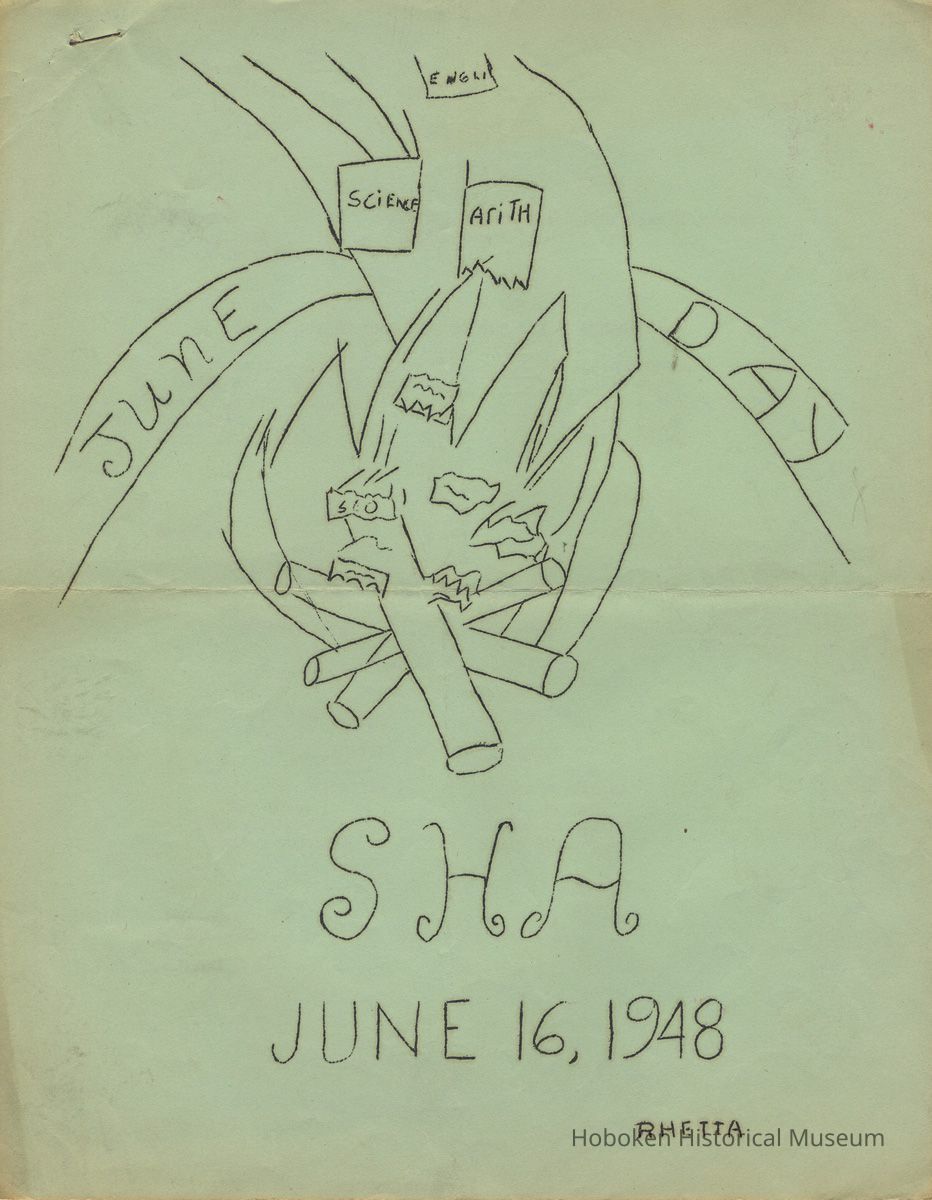 ENGLI
SCIENCE
ARITH
JUNE DAY
SHA
JUNE 16, 1948
RHETTA
Hoboken Historical Museum